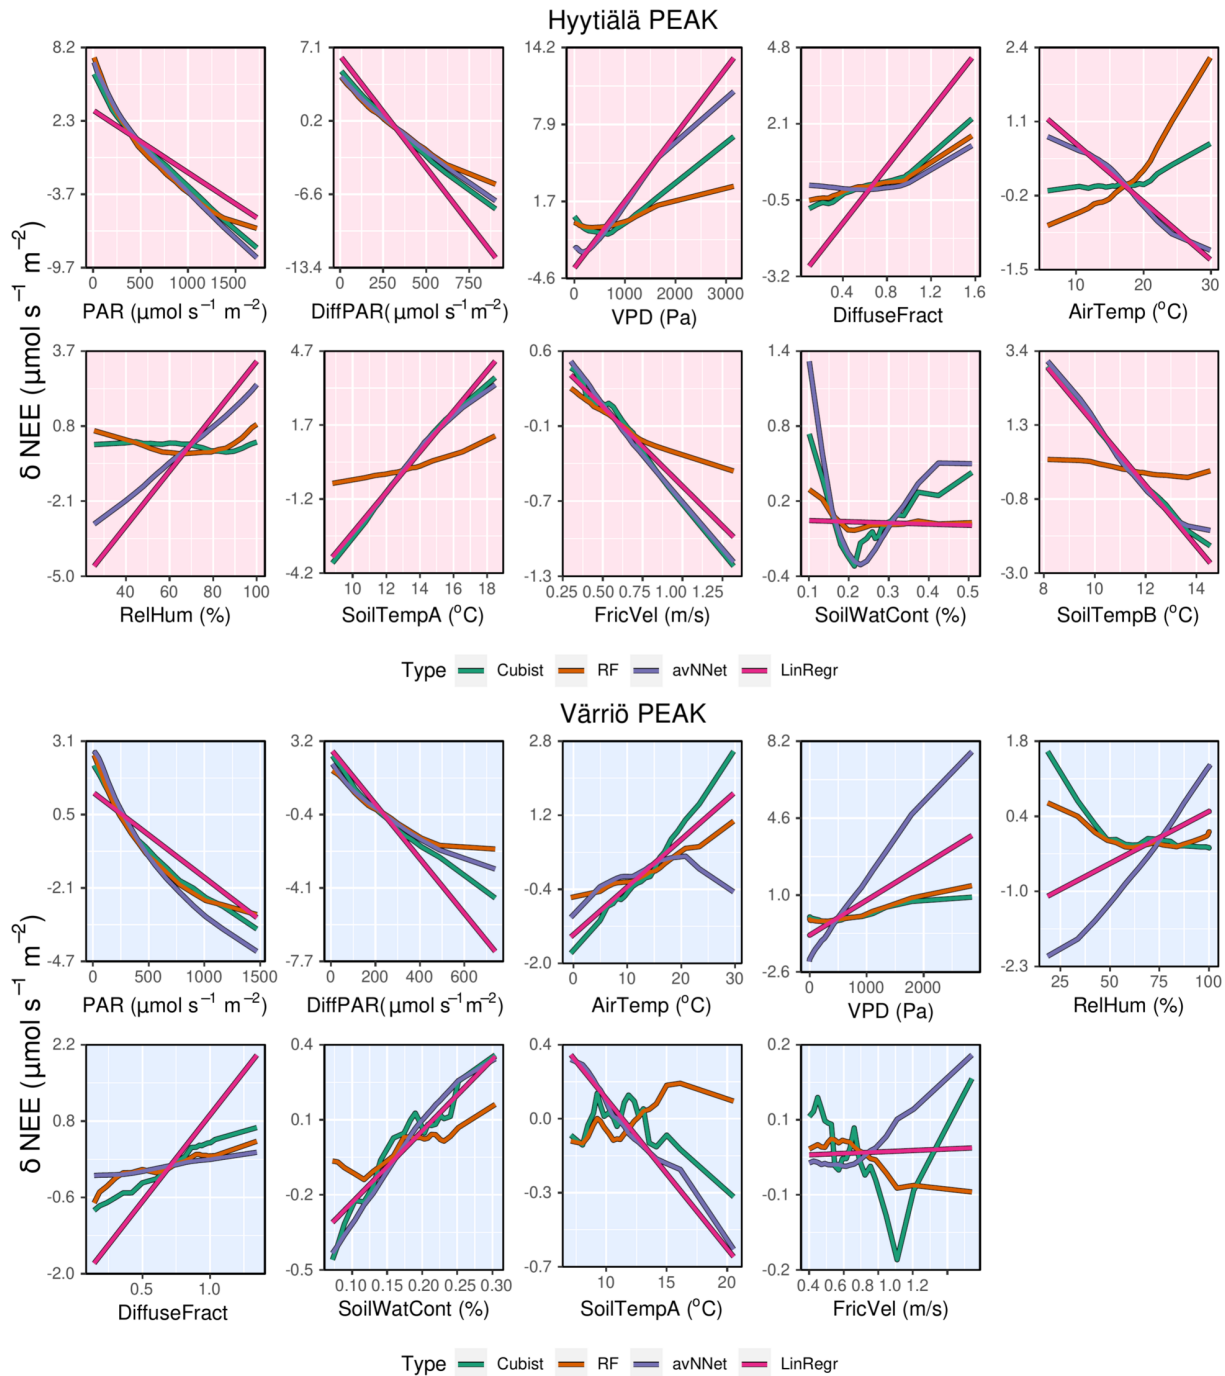 Hyytiälä PEAK
δ NEE (μmol s⁻¹ m⁻²)
8.2 2.3 -3.7 -9.7
0 500 1000 1500
PAR (μmol s⁻¹ m⁻²)
7.1 0.2 -6.6 -13.4
0 250 500 750
DiffPAR(μmol s⁻¹m⁻²)
14.2 7.9 1.7 -4.6
0 1000 2000 3000
VPD (Pa)
4.8 2.1 -0.5 -3.2
0.4 0.8 1.2 1.6
DiffuseFract
2.4 1.1 -0.2 -1.5
10 20 30
AirTemp (°C)
3.7 0.8 -2.1 -5.0
40 60 80 100
RelHum (%)
4.7 1.7 -1.2 -4.2
10 12 14 16 18
SoilTempA (°C)
0.6 -0.1 -0.7 -1.3
0.25 0.50 0.75 1.00 1.25
FricVel (m/s)
1.4 0.8 0.2 -0.4
0.1 0.2 0.3 0.4 0.5
SoilWatCont (%)
3.4 1.3 -0.8 -3.0
8 10 12 14
SoilTempB (°C)
Type Cubist RF avNNet LinRegr
Värriö PEAK
δ NEE (μmol s⁻¹ m⁻²)
3.1 0.5 -2.1 -4.7
0 500 1000 1500
PAR (μmol s⁻¹ m⁻²)
3.2 -0.4 -4.1 -7.7
0 200 400 600
DiffPAR(μmol s⁻¹m⁻²)
2.8 1.2 -0.4 -2.0
0 10 20 30
AirTemp (°C)
8.2 4.6 1.0 -2.6
0 1000 2000
VPD (Pa)
1.8 0.4 -1.0 -2.3
25 50 75 100
RelHum (%)
2.2 0.8 -0.6 -2.0
0.5 1.0
DiffuseFract
0.4 0.1 -0.2 -0.5
0.10 0.15 0.20 0.25 0.30
SoilWatCont (%)
0.4 0.0 -0.3 -0.7
10 15 20
SoilTempA (°C)
0.2 0.1 -0.1 -0.2
0.4 0.6 0.8 1.2
FricVel (m/s)
Type Cubist RF avNNet LinRegr